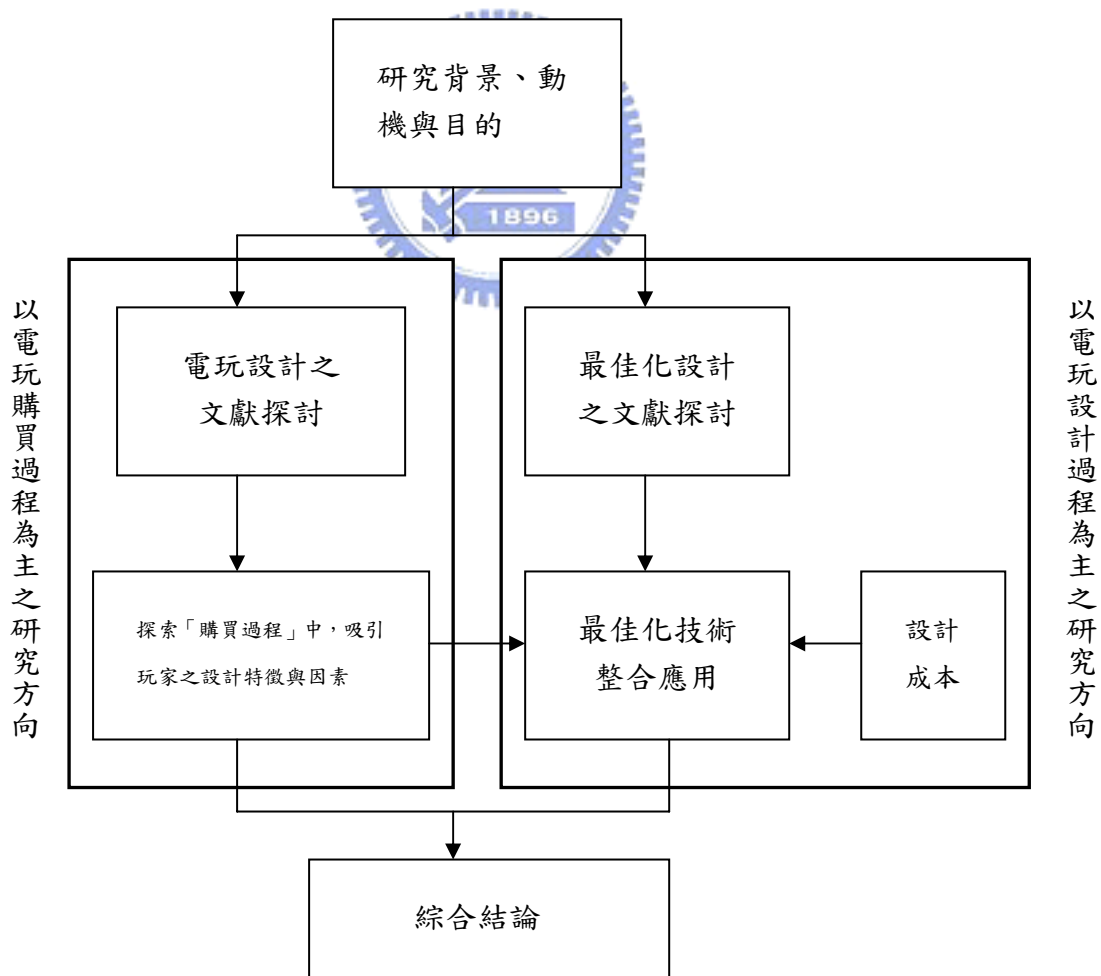 研究背景、動
機與目的
1896
以電玩購買過程為主之研究方向
電玩設計之
文獻探討
最佳化設計
之文獻探討
以電玩設計過程為主之研究方向
探索「購買過程」中，吸引
玩家之設計特徵與因素
最佳化技術
整合應用
設計
成本
綜合結論